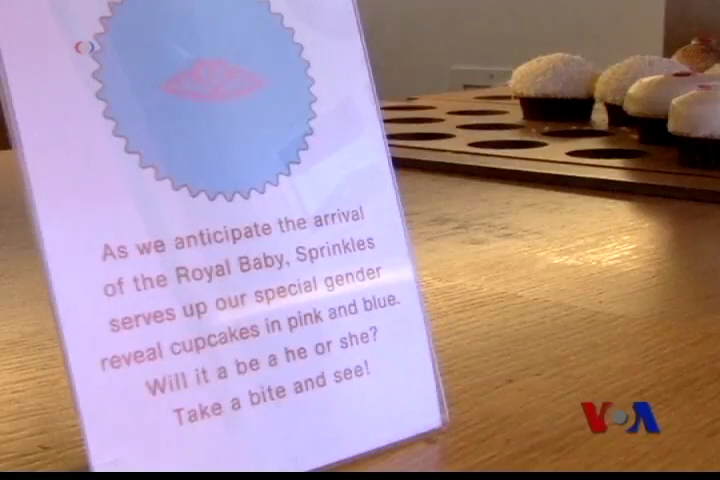 As we anticipate the arrival
of the Royal Baby, Sprinkles
serves up our special gender
reveal cupcakes in pink and blue.
Will it a be a he or she?
Take a bite and see!
VOA